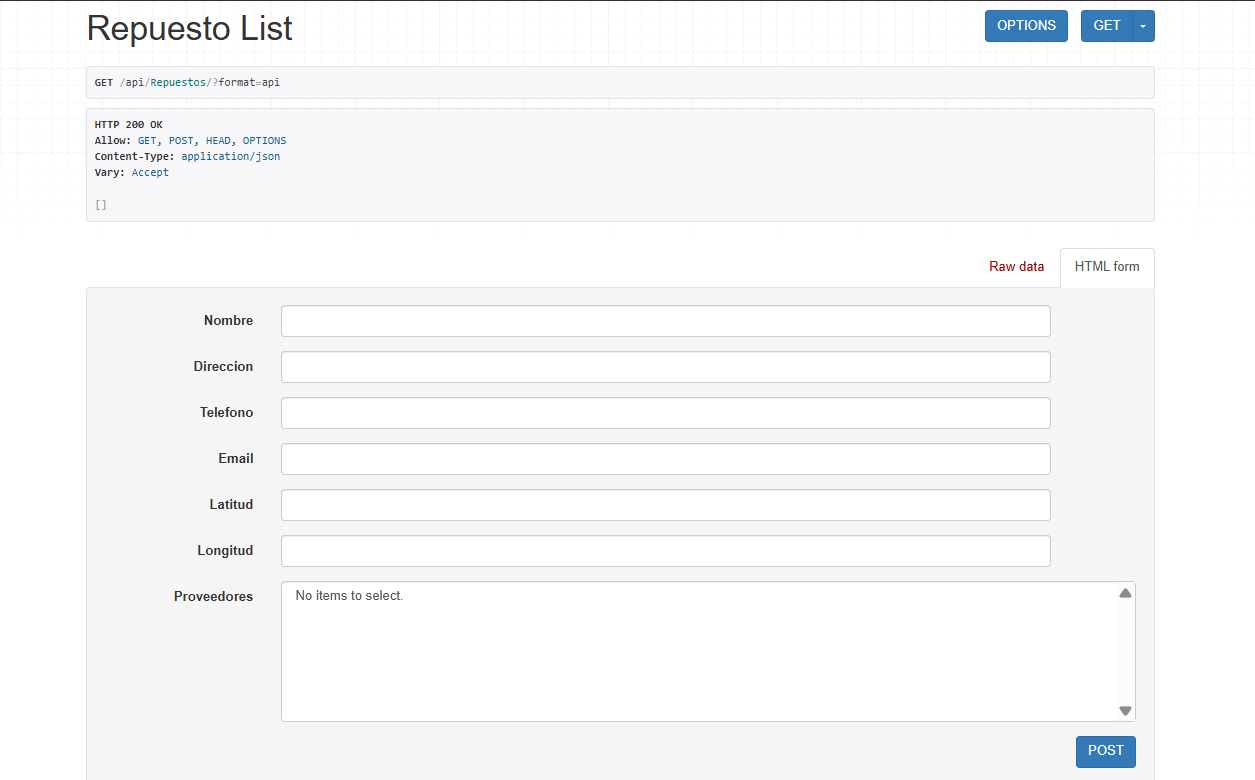 Repuesto List
OPTIONS
GET
GET /api/Repuestos/?format=api
HTTP 200 OK
Allow: GET, POST, HEAD, OPTIONS
Content-Type: application/json
Vary: Accept
[]
Raw data
HTML form
Nombre
Direccion
Telefono
Email
Latitud
Longitud
Proveedores
No items to select.
POST